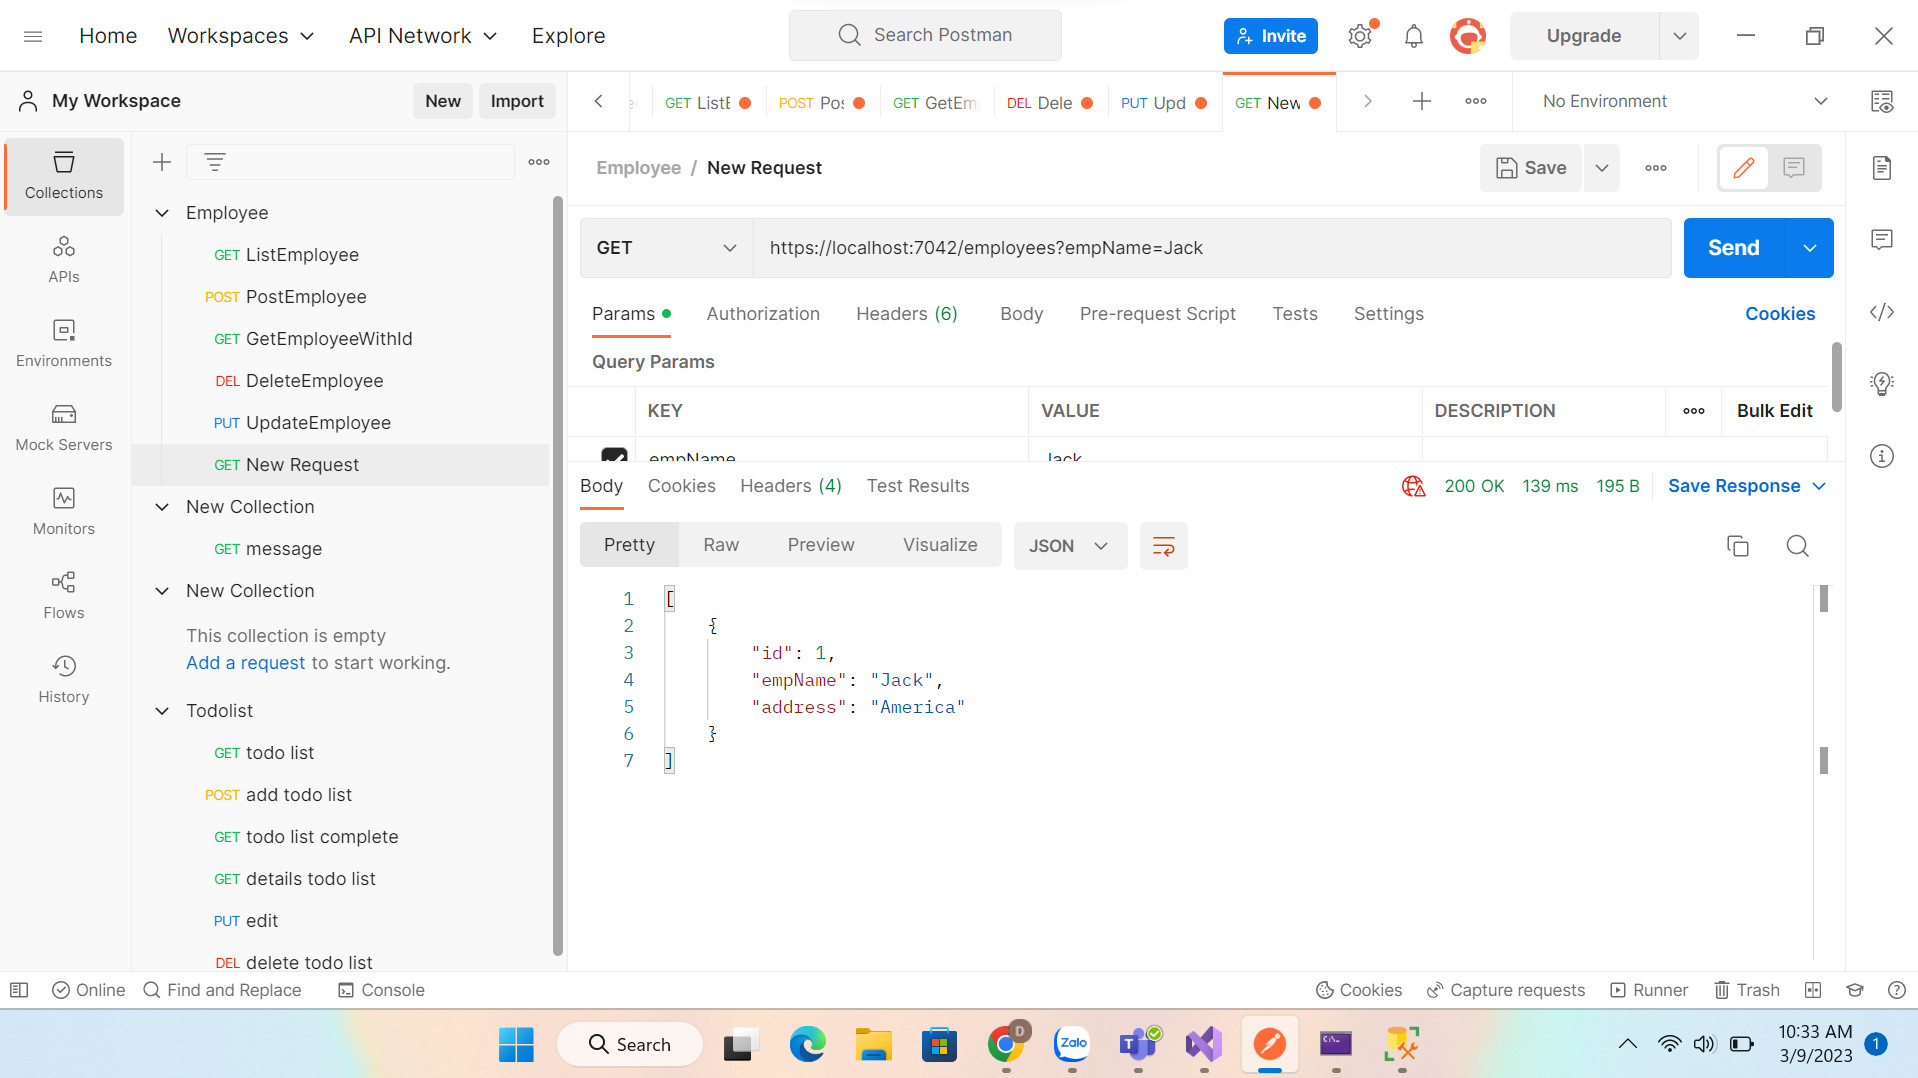 Home Workspaces API Network Explore Search Postman Invite Upgrade
My Workspace New Import GET ListE POST Pos GET GetEm DEL Dele PUT Upd GET New No Environment
Collections
APIs
Environments
Mock Servers
Monitors
Flows
History
Employee
GET ListEmployee
POST PostEmployee
GET GetEmployeeWithId
DEL DeleteEmployee
PUT UpdateEmployee
GET New Request
New Collection
GET message
New Collection
This collection is empty
Add a request to start working.
Todolist
GET todo list
POST add todo list
GET todo list complete
GET details todo list
PUT edit
DEL delete todo list
Employee / New Request Save
GET https://localhost:7042/employees?empName=Jack Send
Params Authorization Headers (6) Body Pre-request Script Tests Settings Cookies
Query Params
KEY VALUE DESCRIPTION Bulk Edit
empName Jack
Body Cookies Headers (4) Test Results 200 OK 139 ms 195 B Save Response
Pretty Raw Preview Visualize JSON
1 [
2 {
3 "id": 1,
4 "empName": "Jack",
5 "address": "America"
6 }
7 ]
Online Find and Replace Console Cookies Capture requests Runner Trash
Search D Zalo T C:\_ 10:33 AM
3/9/2023 1